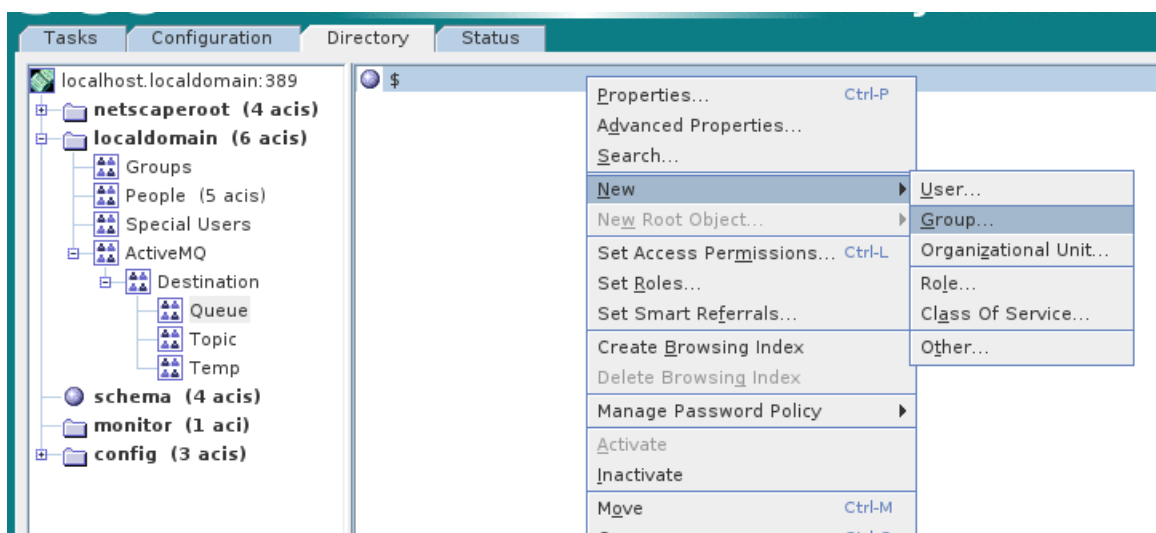 Tasks Configuration Directory Status
localhost.localdomain:389
netscaperoot (4 acis)
localdomain (6 acis)
Groups
People (5 acis)
Special Users
ActiveMQ
Destination
Queue
Topic
Temp
schema (4 acis)
monitor (1 aci)
config (3 acis)
$
Properties... Ctrl-P
Advanced Properties...
Search...
New
New Root Object...
Set Access Permissions... Ctrl-L
Set Roles...
Set Smart Referrals...
Create Browsing Index
Delete Browsing Index
Manage Password Policy
Activate
Inactivate
Move Ctrl-M
User...
Group...
Organizational Unit...
Role...
Class Of Service...
Other...